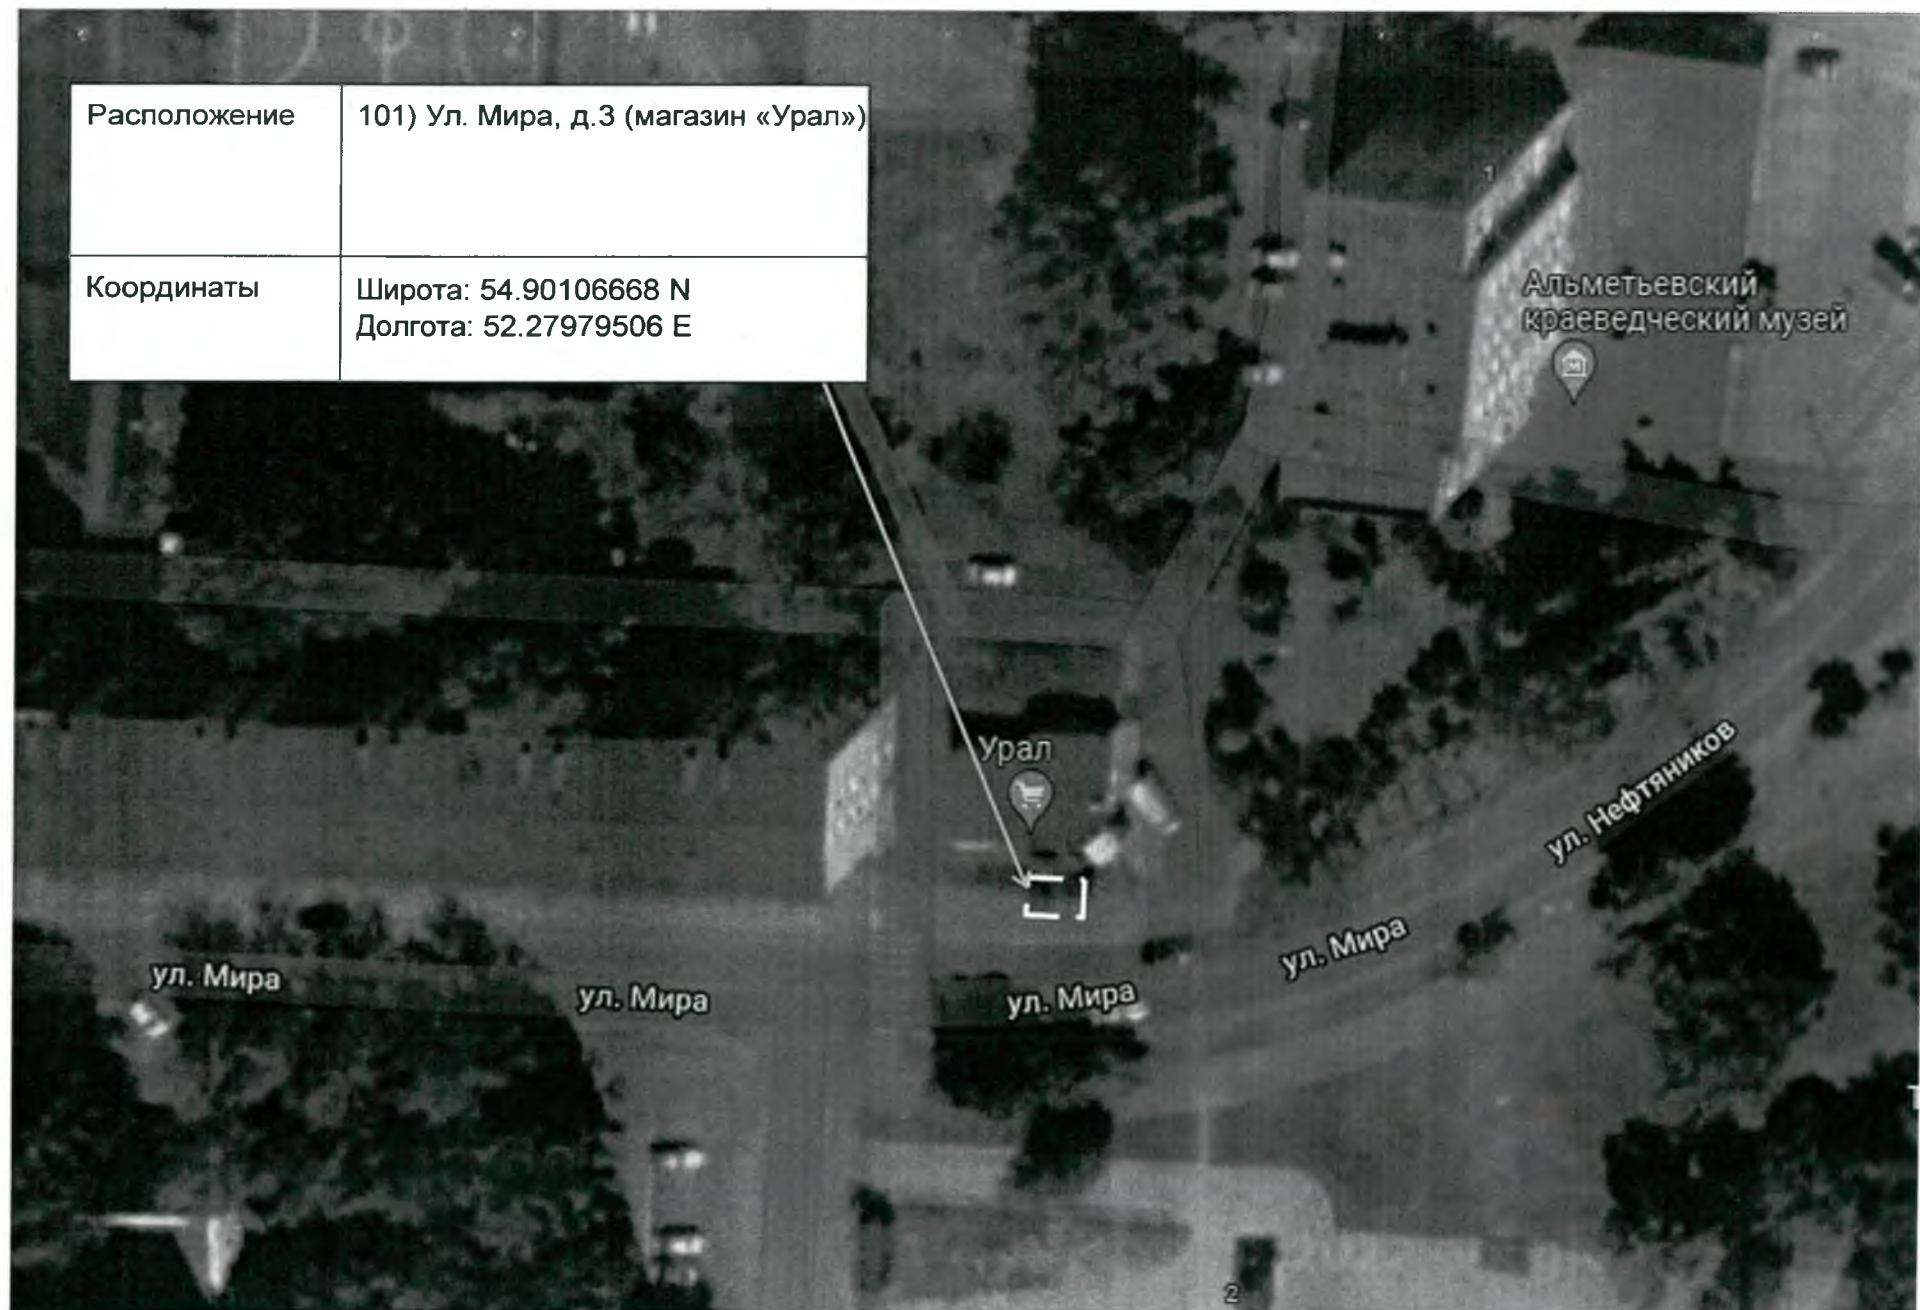 Расположение
101) Ул. Мира, д.3 (магазин «Урал»)
Координаты
Широта: 54.90106668 N
Долгота: 52.27979506 E
1
Альметьевский
краеведческий музей
Урал
ул. Нефтяников
ул. Мира
ул. Мира
ул. Мира
ул. Мира
2